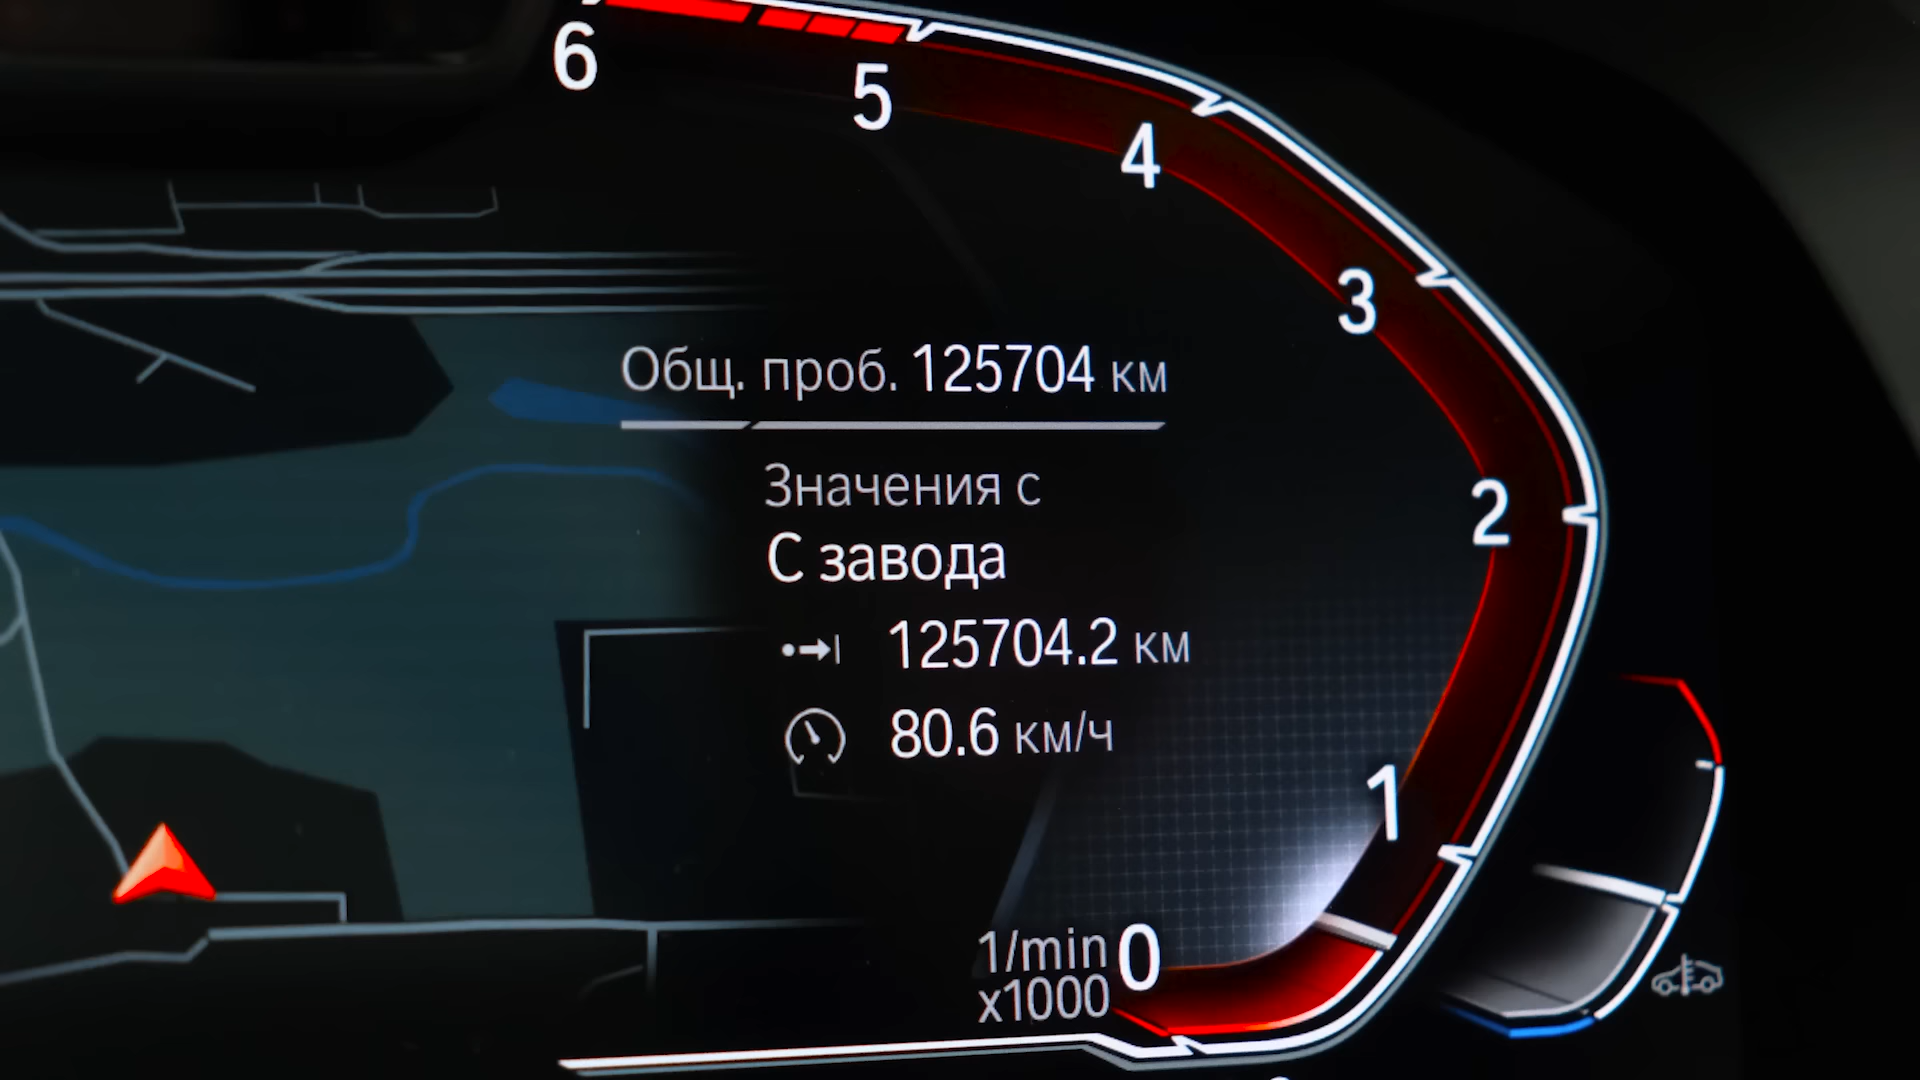 6
5
4
3
Общ. проб. 125704 км
Значения с
2
С завода
125704.2 км
80.6 км/ч
1
1/min 0
x1000